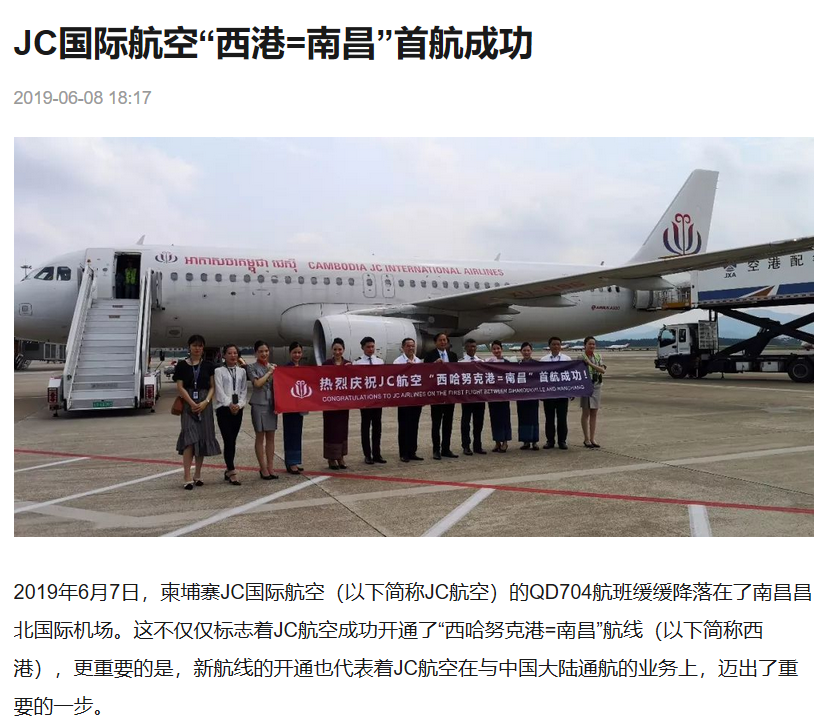 JC国际航空“西港=南昌”首航成功
2019-06-08 18:17
អាកាសចរកម្ពុជា ជេស៊ី CAMBODIA JC INTERNATIONAL AIRLINES
JXA
空港配
热烈庆祝JC航空“西哈努克港=南昌”首航成功！
CONGRATULATIONS TO JC AIRLINES ON THE FIRST FLIGHT BETWEEN SIHANOUKVILLE AND NANCHANG
2019年6月7日，柬埔寨JC国际航空（以下简称JC航空）的QD704航班缓缓降落在了南昌昌
北国际机场。这不仅仅标志着JC航空成功开通了“西哈努克港=南昌”航线（以下简称西
港），更重要的是，新航线的开通也代表着JC航空在与中国大陆通航的业务上，迈出了重
要的一步。